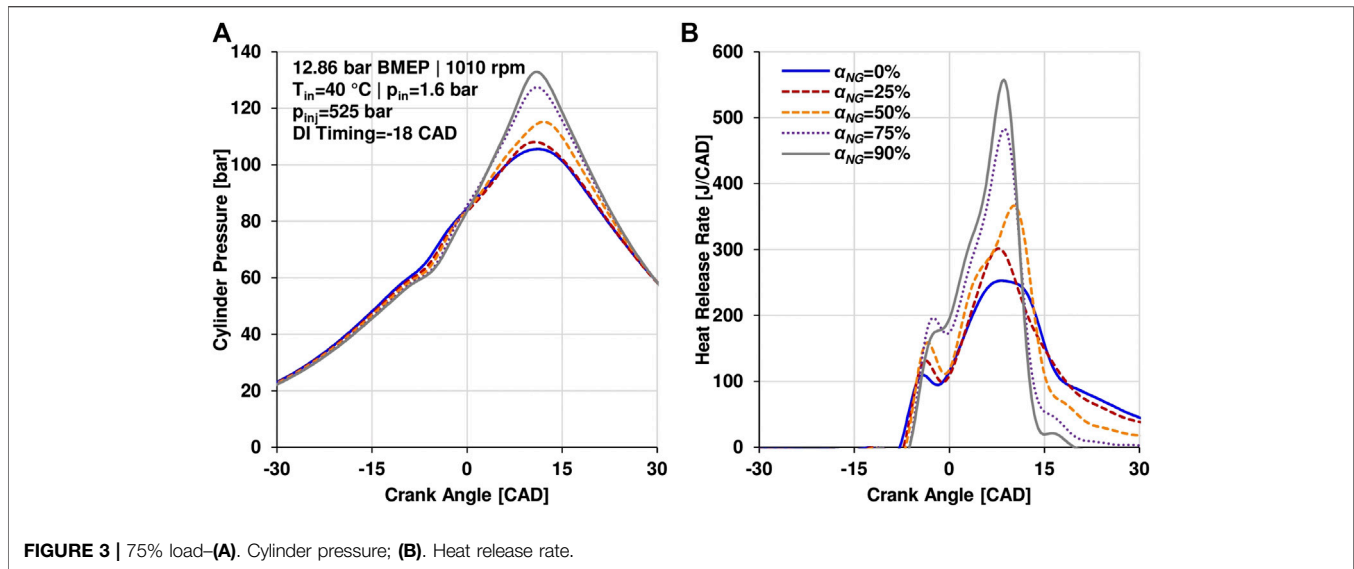 A
140
120
100
80
60
40
20
0
Cylinder Pressure [bar]
12.86 bar BMEP | 1010 rpm
T_in=40 °C | p_in=1.6 bar
p_inj=525 bar
DI Timing=-18 CAD
-30 -15 0 15 30
Crank Angle [CAD]
B
600
500
400
300
200
100
0
Heat Release Rate [J/CAD]
α_NG=0%
α_NG=25%
α_NG=50%
α_NG=75%
α_NG=90%
-30 -15 0 15 30
Crank Angle [CAD]
FIGURE 3 | 75% load–(A). Cylinder pressure; (B). Heat release rate.